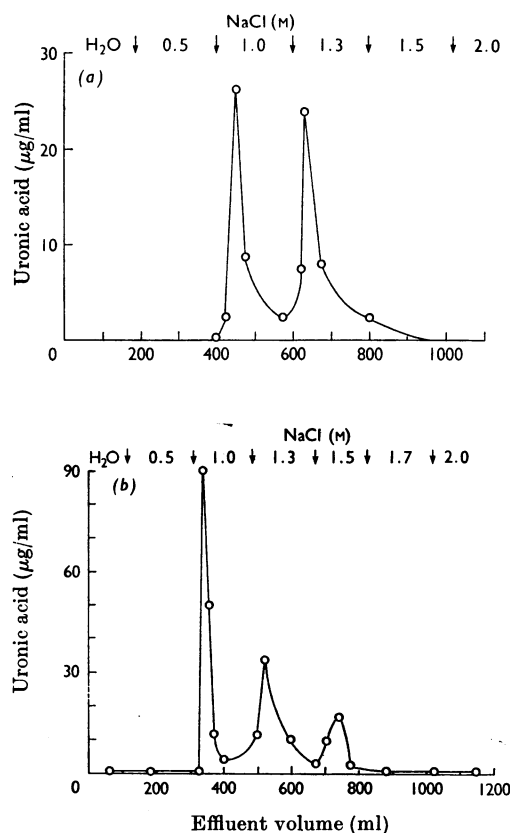 NaCl (M)
H₂O ↓ 0.5 ↓ 1.0 ↓ 1.3 ↓ 1.5 ↓ 2.0
(a)
30
20
10
0
Uronic acid (μg/ml)
200 400 600 800 1000
NaCl (M)
H₂O ↓ 0.5 ↓ 1.0 ↓ 1.3 ↓ 1.5 ↓ 1.7 ↓ 2.0
(b)
90
60
30
0
Uronic acid (μg/ml)
0 200 400 600 800 1000 1200
Effluent volume (ml)